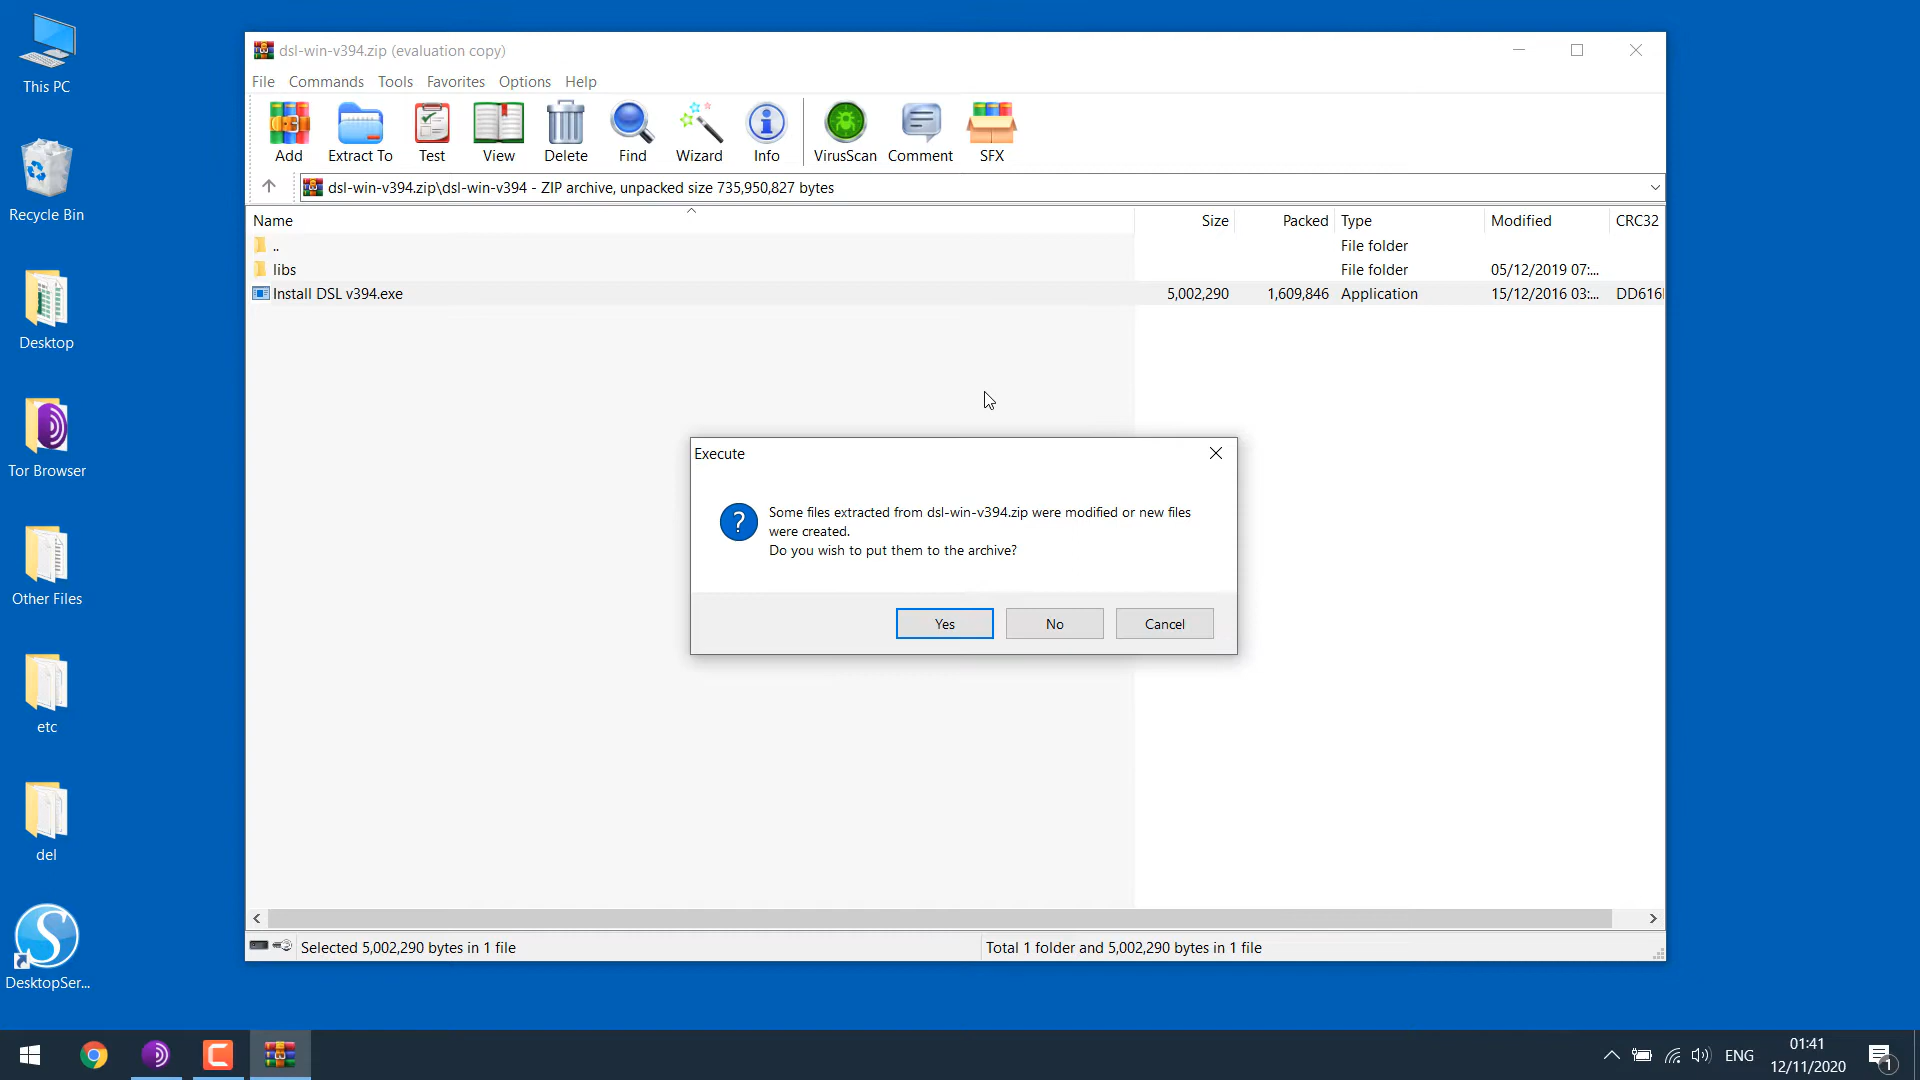 This PC
Recycle Bin
Desktop
Tor Browser
Other Files
etc
del
DesktopSer...
dsl-win-v394.zip (evaluation copy)
File Commands Tools Favorites Options Help
Add Extract To Test View Delete Find Wizard Info VirusScan Comment SFX
dsl-win-v394.zip\dsl-win-v394 - ZIP archive, unpacked size 735,950,827 bytes
Name Size Packed Type Modified CRC32
.. File folder
libs File folder 05/12/2019 07:...
Install DSL v394.exe 5,002,290 1,609,846 Application 15/12/2016 03:... DD616
Execute
Some files extracted from dsl-win-v394.zip were modified or new files
were created.
Do you wish to put them to the archive?
Yes No Cancel
Selected 5,002,290 bytes in 1 file Total 1 folder and 5,002,290 bytes in 1 file
ENG
01:41
12/11/2020
1